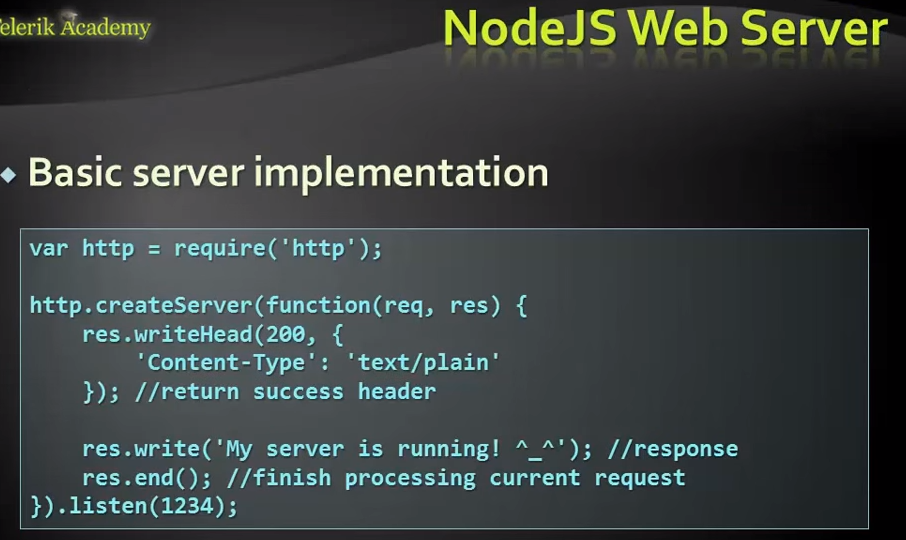 elerik Academy
NodeJS Web Server
Basic server implementation
var http = require('http');
http.createServer(function(req, res) {
    res.writeHead(200, {
        'Content-Type': 'text/plain'
    }); //return success header
    res.write('My server is running! ^_^'); //response
    res.end(); //finish processing current request
}).listen(1234);